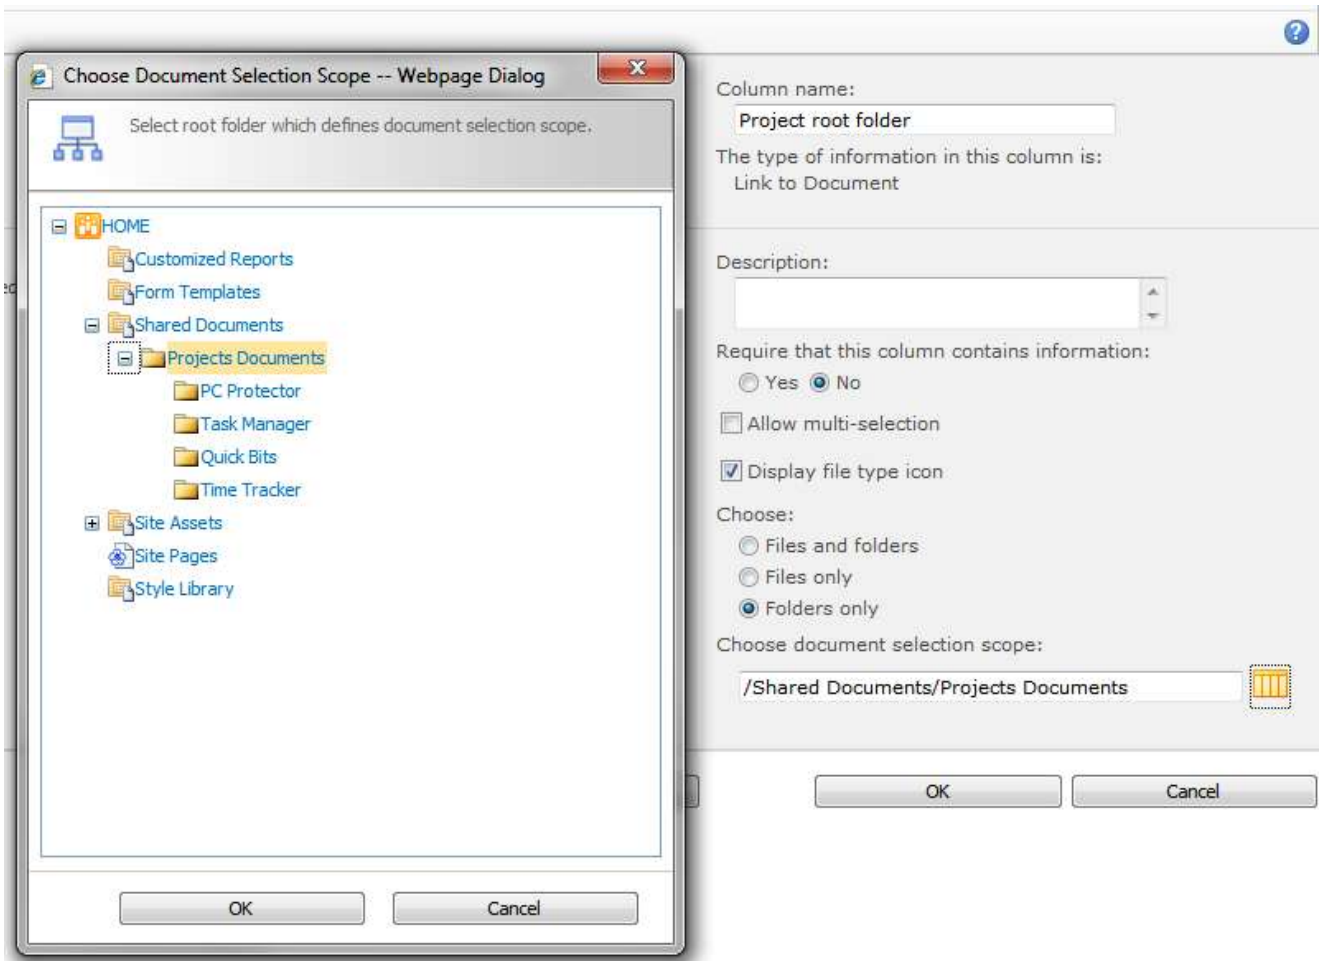 Choose Document Selection Scope -- Webpage Dialog
Select root folder which defines document selection scope.
HOME
Customized Reports
Form Templates
Shared Documents
Projects Documents
PC Protector
Task Manager
Quick Bits
Time Tracker
Site Assets
Site Pages
Style Library
OK Cancel
Column name:
Project root folder
The type of information in this column is:
Link to Document
Description:
Require that this column contains information:
Yes No
Allow multi-selection
Display file type icon
Choose:
Files and folders
Files only
Folders only
Choose document selection scope:
/Shared Documents/Projects Documents
OK Cancel